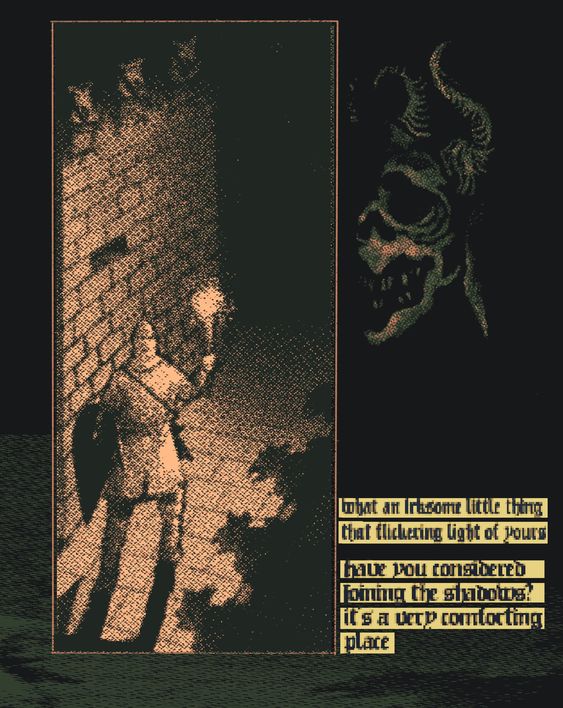 what an irksome little thing
that flickering light of yours
have you considered
joining the shadows?
it's a very comforting
place